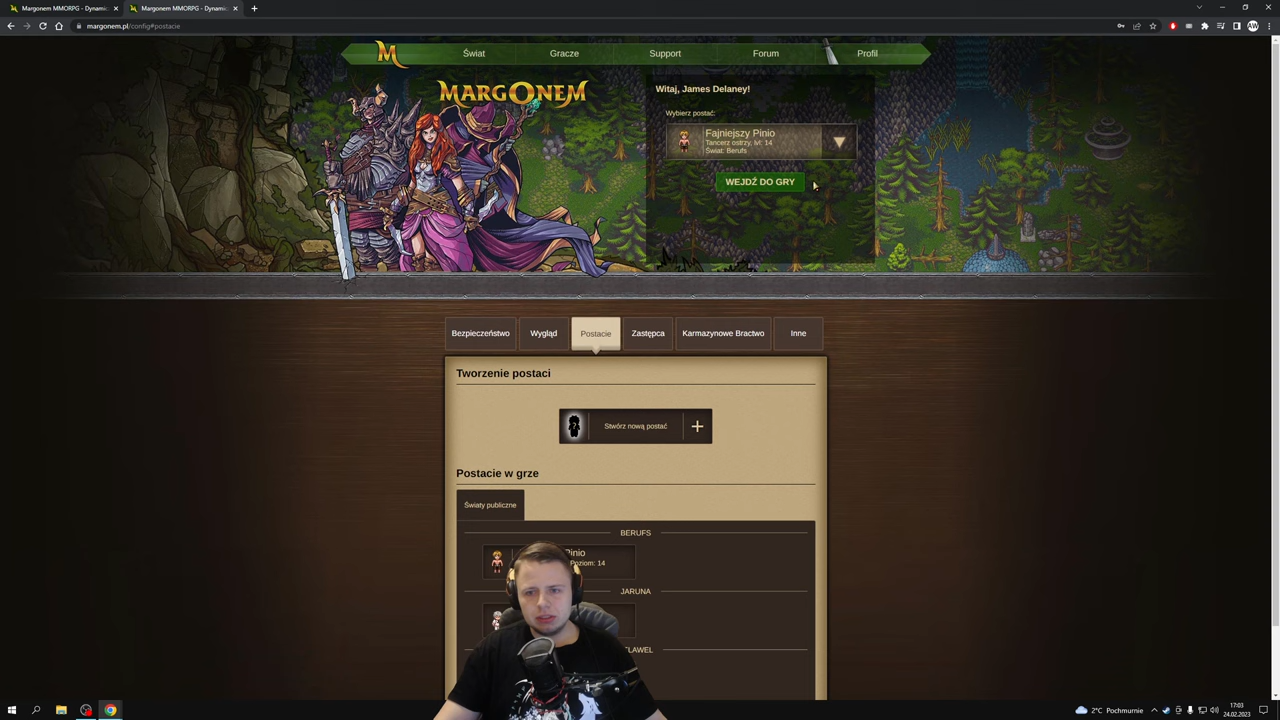 Margonem MMORPG - Dynamic
Margonem MMORPG - Dynamic
margonem.pl/config#postacie
AW
M
Świat
Gracze
Support
Forum
Profil
MARGONEM
Witaj, James Delaney!
Wybierz postać:
Fajniejszy Pinio
Tancerz ostrzy, lvl: 14
Świat: Berufs
WEJDŹ DO GRY
Bezpieczeństwo
Wygląd
Postacie
Zastępca
Karmazynowe Bractwo
Inne
Tworzenie postaci
?
Stwórz nową postać
+
Postacie w grze
Światy publiczne
BERUFS
Pinio
Poziom: 14
JARUNA
2°C Pochmurnie
17:03
24.02.2023